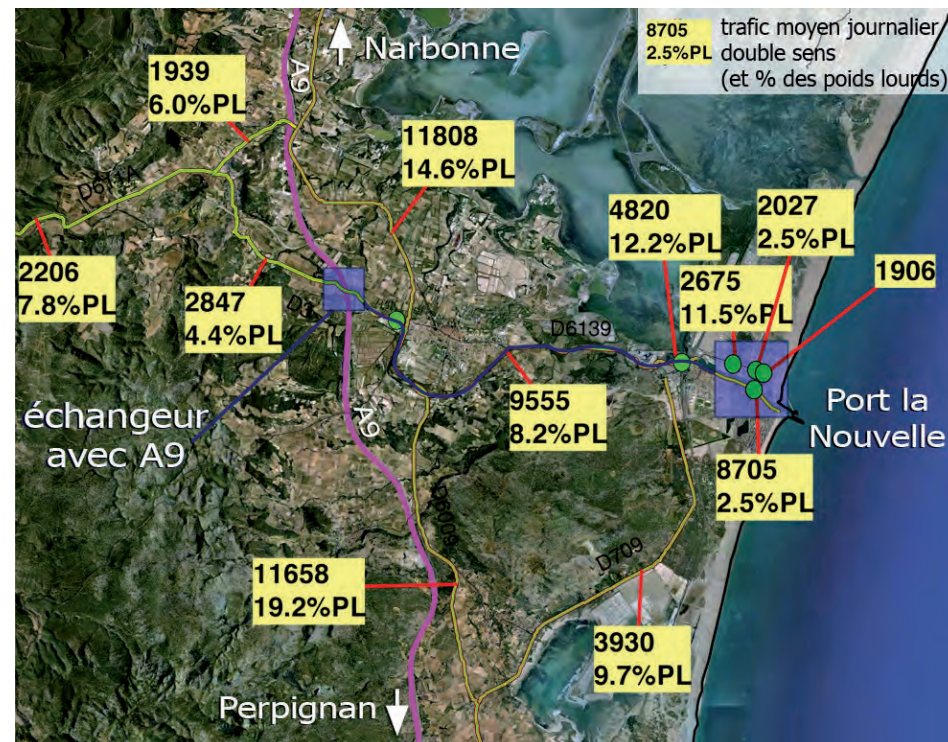 8705
2.5%PL
trafic moyen journalier
double sens
(et % des poids lourds)
Narbonne
A9
1939
6.0%PL
11808
14.6%PL
4820
12.2%PL
2027
2.5%PL
2675
11.5%PL
1906
2206
7.8%PL
2847
4.4%PL
D6139
9555
8.2%PL
échangeur
avec A9
A9
Port la
Nouvelle
8705
2.5%PL
D6009
D709
11658
19.2%PL
3930
9.7%PL
Perpignan